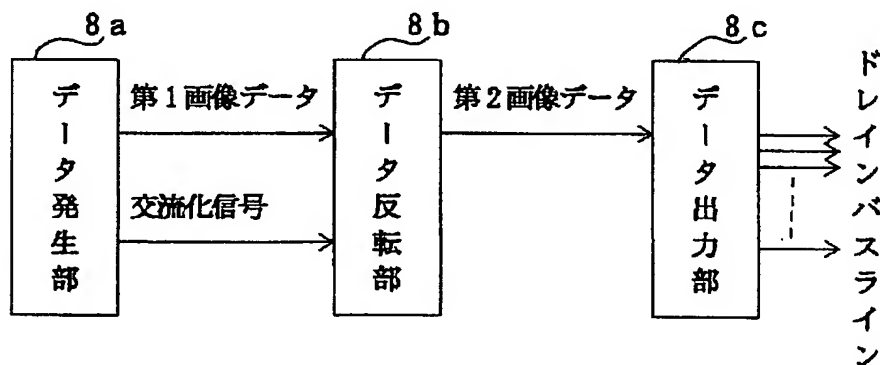 8a
8b
8c
データ発生部
第1画像データ
交流化信号
データ反転部
第2画像データ
データ出力部
ドレインバスライン